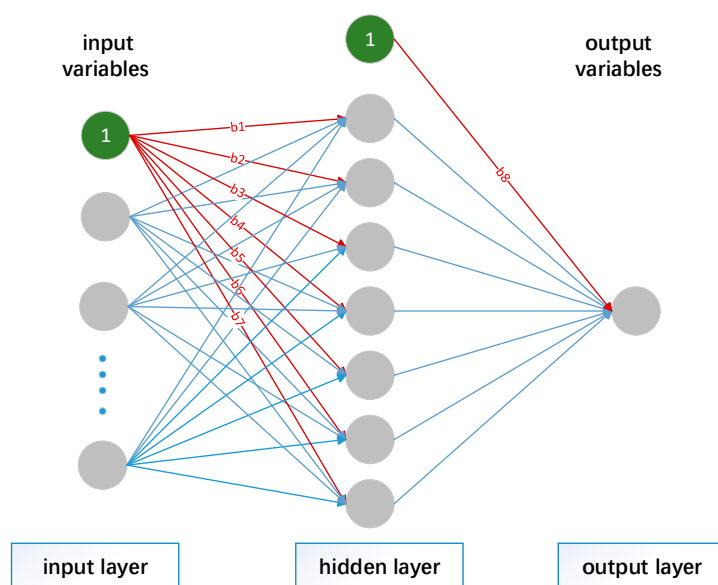 input
variables
output
variables
1
1
b1
b2
b3
b4
b5
b6
b7
b8
input layer
hidden layer
output layer